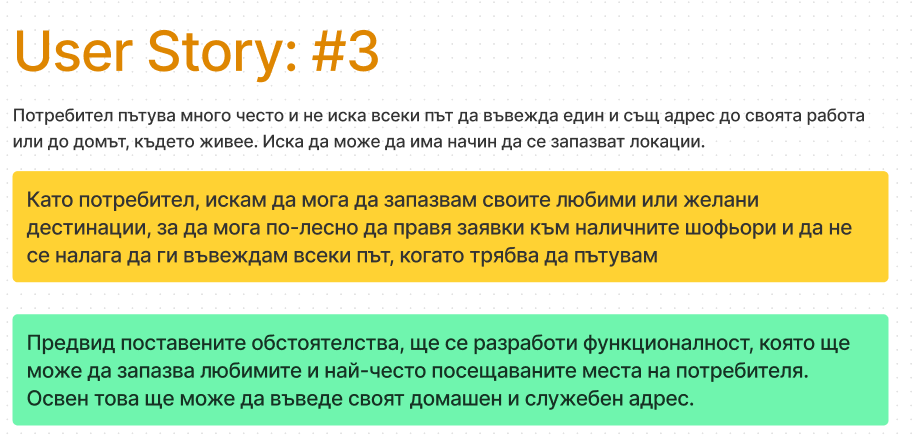 User Story: #3
Потребител пътува много често и не иска всеки път да въвежда един и същ адрес до своята работа
или до домът, където живее. Иска да може да има начин да се запазват локации.
Като потребител, искам да мога да запазвам своите любими или желани
дестинации, за да мога по-лесно да правя заявки към наличните шофьори и да не
се налага да ги въвеждам всеки път, когато трябва да пътувам
Предвид поставените обстоятелства, ще се разработи функционалност, която ще
може да запазва любимите и най-често посещаваните места на потребителя.
Освен това ще може да въведе своят домашен и служебен адрес.